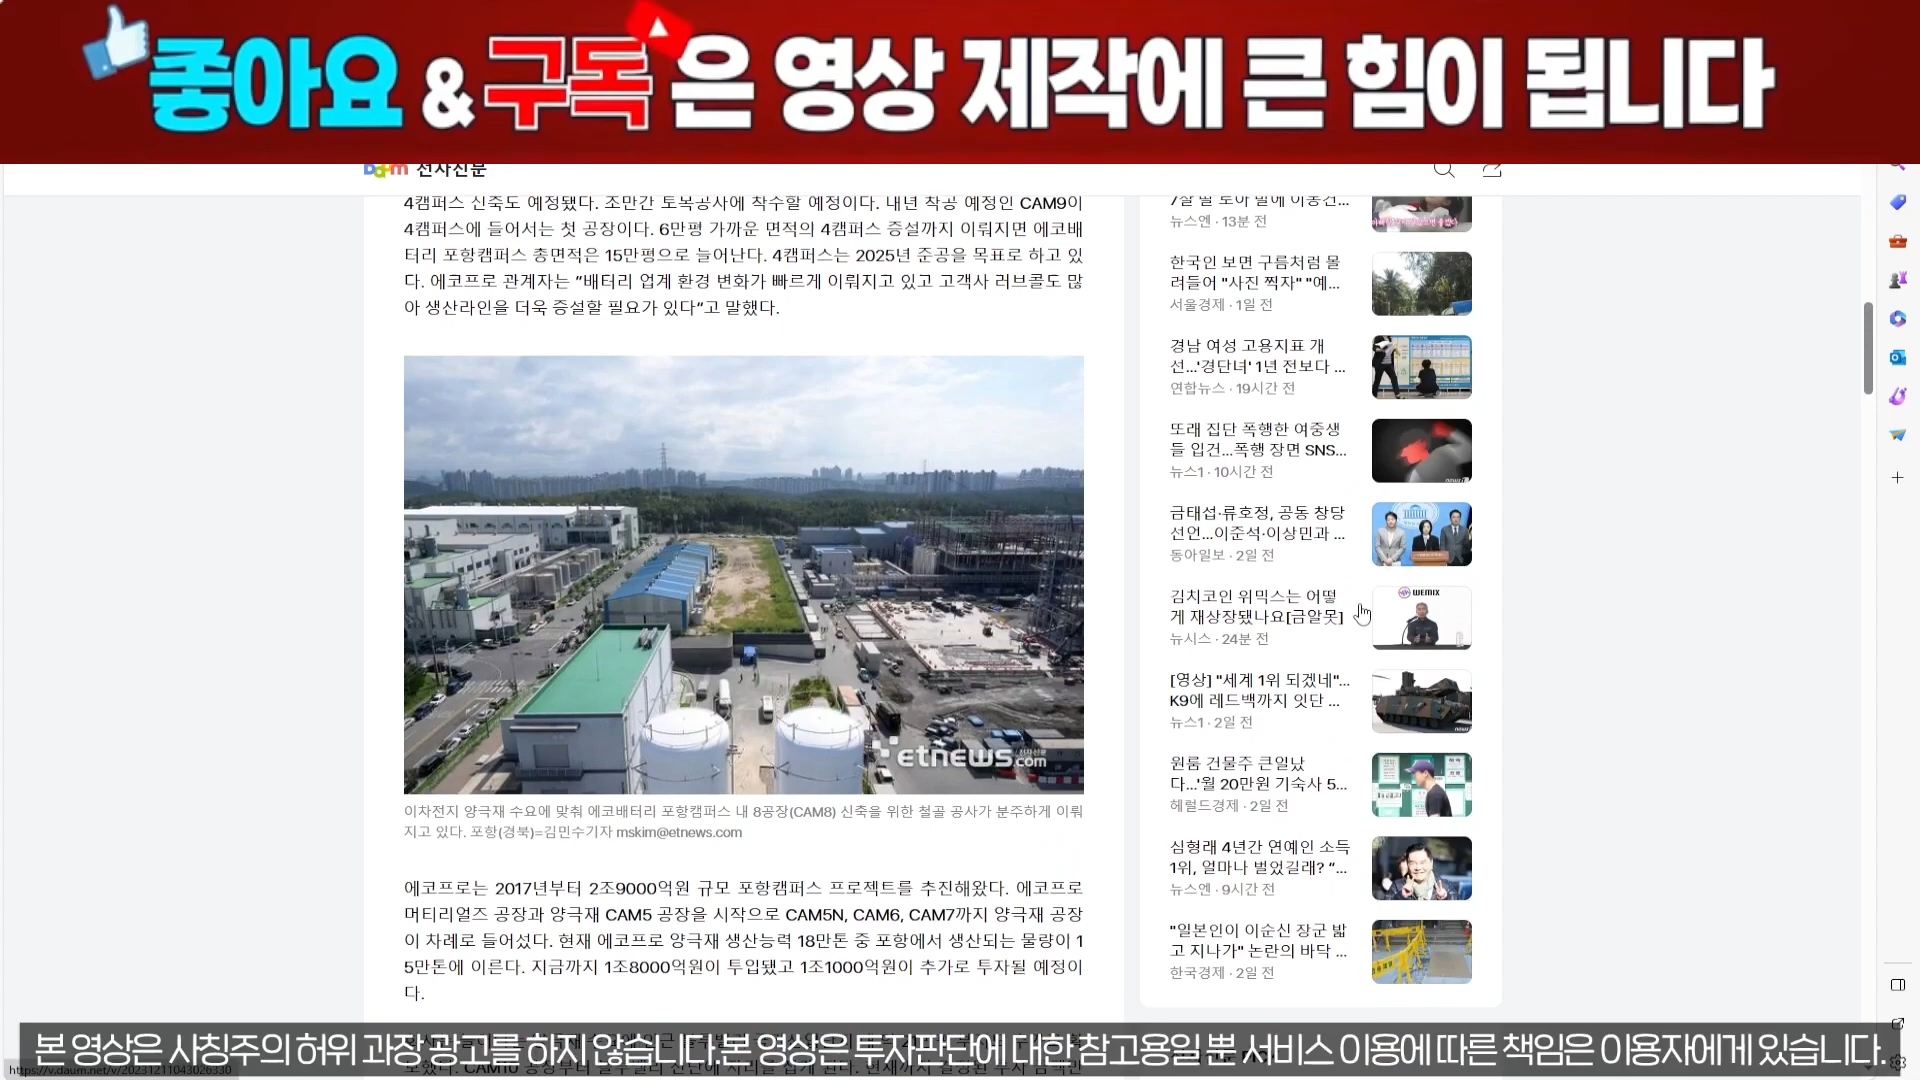 좋아요 & 구독 은 영상 제작에 큰 힘이 됩니다
Daum 전자신문
4캠퍼스 신축도 예정됐다. 조만간 토목공사에 착수할 예정이다. 내년 착공 예정인 CAM9이
4캠퍼스에 들어서는 첫 공장이다. 6만평 가까운 면적의 4캠퍼스 증설까지 이뤄지면 에코배
터리 포항캠퍼스 총면적은 15만평으로 늘어난다. 4캠퍼스는 2025년 준공을 목표로 하고 있
다. 에코프로 관계자는 “배터리 업계 환경 변화가 빠르게 이뤄지고 있고 고객사 러브콜도 많
아 생산라인을 더욱 증설할 필요가 있다”고 말했다.
etnews.com 전자신문
이차전지 양극재 수요에 맞춰 에코배터리 포항캠퍼스 내 8공장(CAM8) 신축을 위한 철골 공사가 분주하게 이뤄
지고 있다. 포항(경북)=김민수기자 mskim@etnews.com
에코프로는 2017년부터 2조9000억원 규모 포항캠퍼스 프로젝트를 추진해왔다. 에코프로
머티리얼즈 공장과 양극재 CAM5 공장을 시작으로 CAM5N, CAM6, CAM7까지 양극재 공장
이 차례로 들어섰다. 현재 에코프로 양극재 생산능력 18만톤 중 포항에서 생산되는 물량이 1
5만톤에 이른다. 지금까지 1조8000억원이 투입됐고 1조1000억원이 추가로 투자될 예정이
다.
뉴스엔 · 13분 전
한국인 보면 구름처럼 몰
려들어 "사진 찍자" "예...
서울경제 · 1일 전
경남 여성 고용지표 개
선...'경단녀' 1년 전보다 ...
연합뉴스 · 19시간 전
또래 집단 폭행한 여중생
들 입건...폭행 장면 SNS...
뉴스1 · 10시간 전
금태섭·류호정, 공동 창당
선언...이준석·이상민과 ...
동아일보 · 2일 전
김치코인 위믹스는 어떻
게 재상장됐나요[금알못]
뉴시스 · 24분 전
WEMIX
[영상] "세계 1위 되겠네"...
K9에 레드백까지 잇단 ...
뉴스1 · 2일 전
원룸 건물주 큰일났
다...'월 20만원 기숙사 5...
헤럴드경제 · 2일 전
심형래 4년간 연예인 소득
1위, 얼마나 벌었길래? “...
뉴스엔 · 9시간 전
"일본인이 이순신 장군 밟
고 지나가" 논란의 바닥 ...
한국경제 · 2일 전
본 영상은 사칭주의 허위 과장 광고를 하지 않습니다.본 영상은 투자판단에 대한 참고용일 뿐 서비스 이용에 따른 책임은 이용자에게 있습니다.
https://v.daum.net/v/20231211043026330